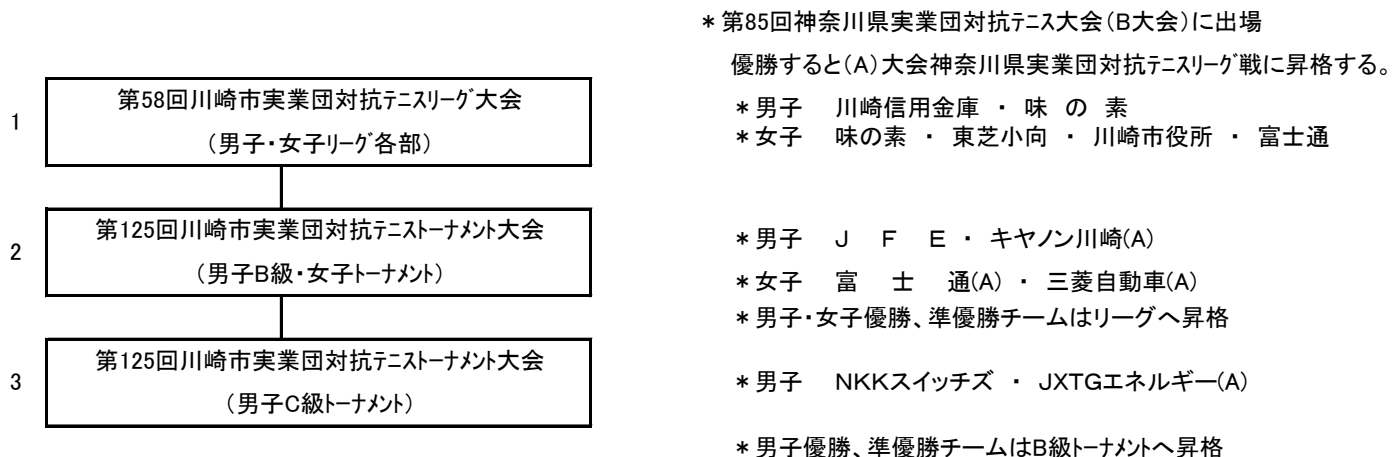 ＊第85回神奈川県実業団対抗ﾃﾆｽ大会（B大会）に出場
優勝すると（A）大会神奈川県実業団対抗ﾃﾆｽﾘｰｸﾞ戦に昇格する。
1
第58回川崎市実業団対抗ﾃﾆｽﾘｰｸﾞ大会
（男子・女子ﾘｰｸﾞ各部）
＊男子　川崎信用金庫 ・ 味 の 素
＊女子　味の素 ・ 東芝小向 ・ 川崎市役所 ・ 富士通
2
第125回川崎市実業団対抗ﾃﾆｽﾄｰﾅﾒﾝﾄ大会
（男子B級・女子ﾄｰﾅﾒﾝﾄ）
＊男子　Ｊ　Ｆ　Ｅ ・ キヤノン川崎(A)
＊女子　富　士　通(A) ・ 三菱自動車(A)
＊男子・女子優勝、準優勝チームはリーグへ昇格
3
第125回川崎市実業団対抗ﾃﾆｽﾄｰﾅﾒﾝﾄ大会
（男子C級ﾄｰﾅﾒﾝﾄ）
＊男子　NKKスイッチズ ・ JXTGエネルギー(A)
＊男子優勝、準優勝チームはB級ﾄｰﾅﾒﾝﾄへ昇格